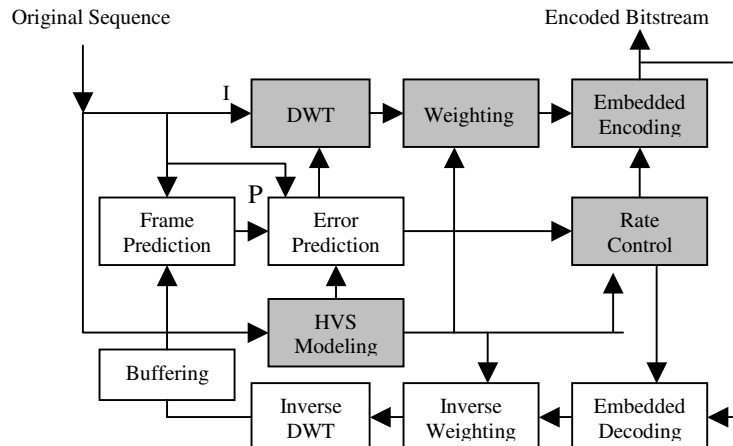 Original Sequence
Encoded Bitstream
I
DWT
Weighting
Embedded
Encoding
P
Frame
Prediction
Error
Prediction
Rate
Control
HVS
Modeling
Buffering
Inverse
DWT
Inverse
Weighting
Embedded
Decoding